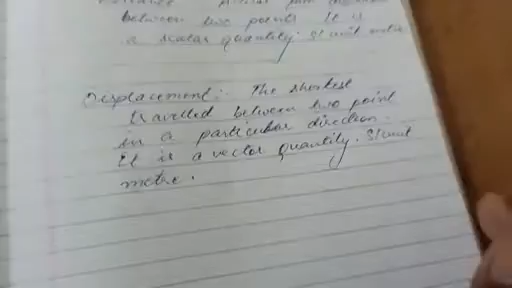 between two points It is
a scalar quantity. SI unit metre
Displacement:- The shortest
travelled between two point
in a particular direction.
It is a vector quantity. SI unit
metre.